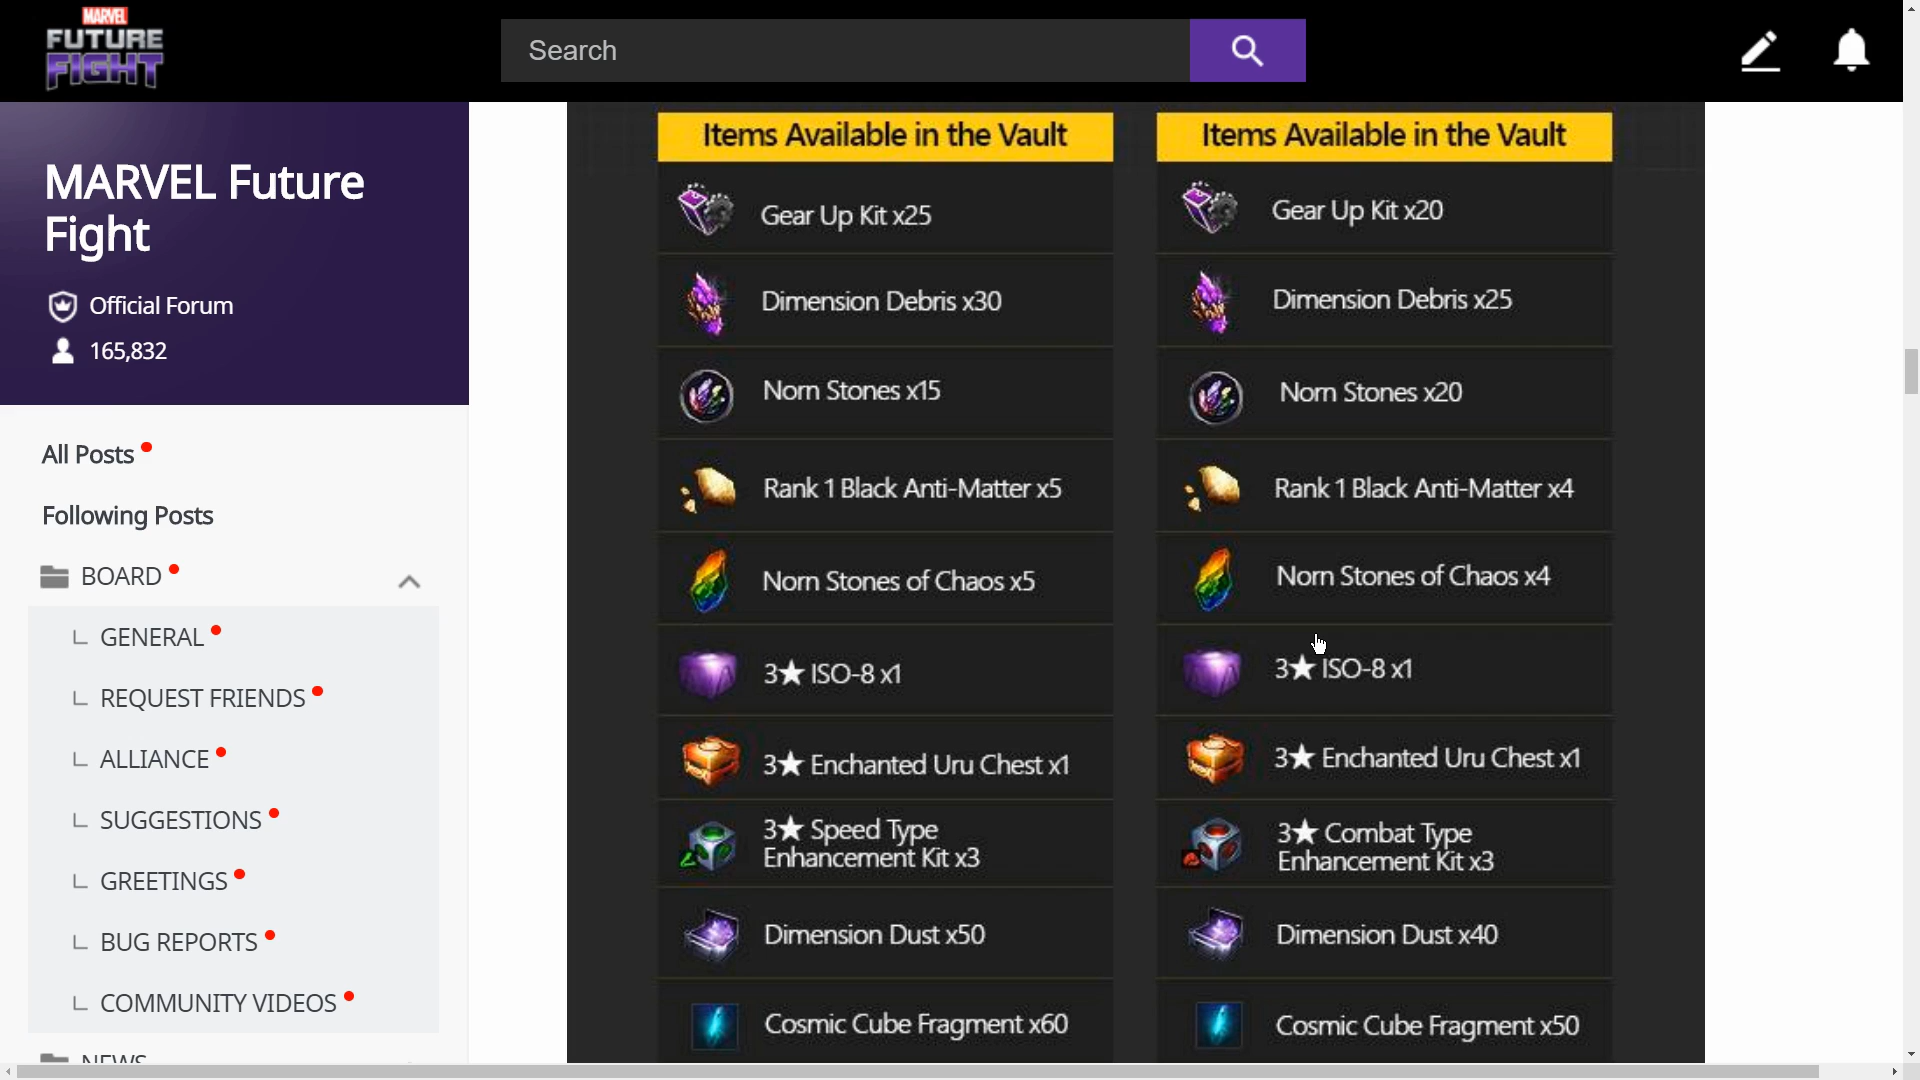 MARVEL
FUTURE
FIGHT
Search
MARVEL Future
Fight
Official Forum
165,832
All Posts
Following Posts
BOARD
GENERAL
REQUEST FRIENDS
ALLIANCE
SUGGESTIONS
GREETINGS
BUG REPORTS
COMMUNITY VIDEOS
NEWS
Items Available in the Vault
Gear Up Kit x25
Dimension Debris x30
Norn Stones x15
Rank 1 Black Anti-Matter x5
Norn Stones of Chaos x5
3★ ISO-8 x1
3★ Enchanted Uru Chest x1
3★ Speed Type
Enhancement Kit x3
Dimension Dust x50
Cosmic Cube Fragment x60
Items Available in the Vault
Gear Up Kit x20
Dimension Debris x25
Norn Stones x20
Rank 1 Black Anti-Matter x4
Norn Stones of Chaos x4
3★ ISO-8 x1
3★ Enchanted Uru Chest x1
3★ Combat Type
Enhancement Kit x3
Dimension Dust x40
Cosmic Cube Fragment x50